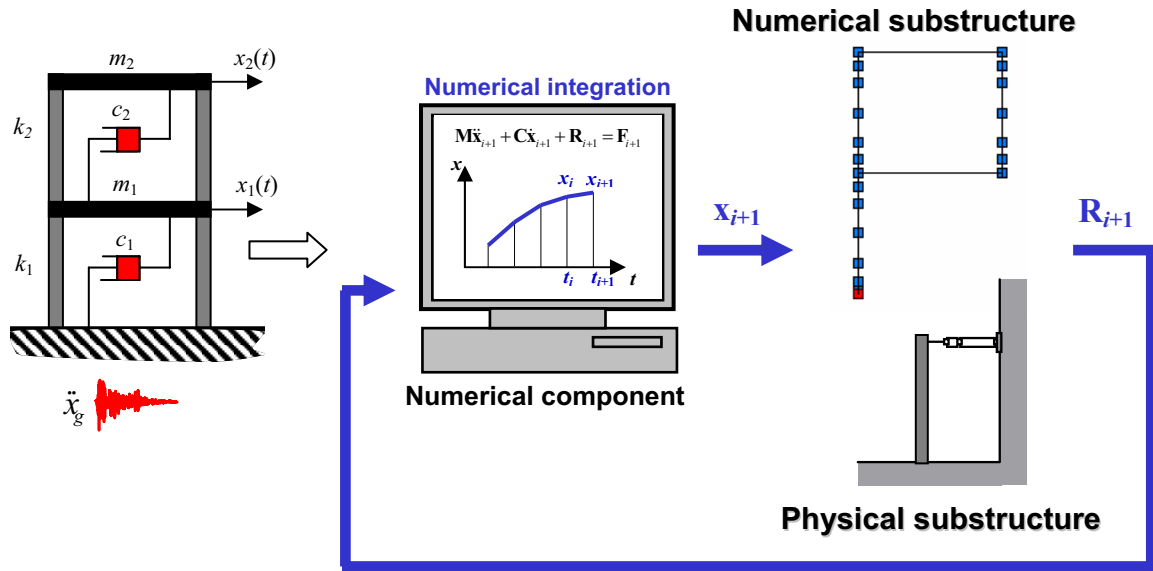 Numerical substructure
m₂
x₂(t)
c₂
k₂
m₁
x₁(t)
c₁
k₁
ẍg
Numerical integration
Mẍᵢ₊₁ + Cẋᵢ₊₁ + Rᵢ₊₁ = Fᵢ₊₁
x
xᵢ xᵢ₊₁
tᵢ tᵢ₊₁ t
Numerical component
xᵢ₊₁
Rᵢ₊₁
Physical substructure